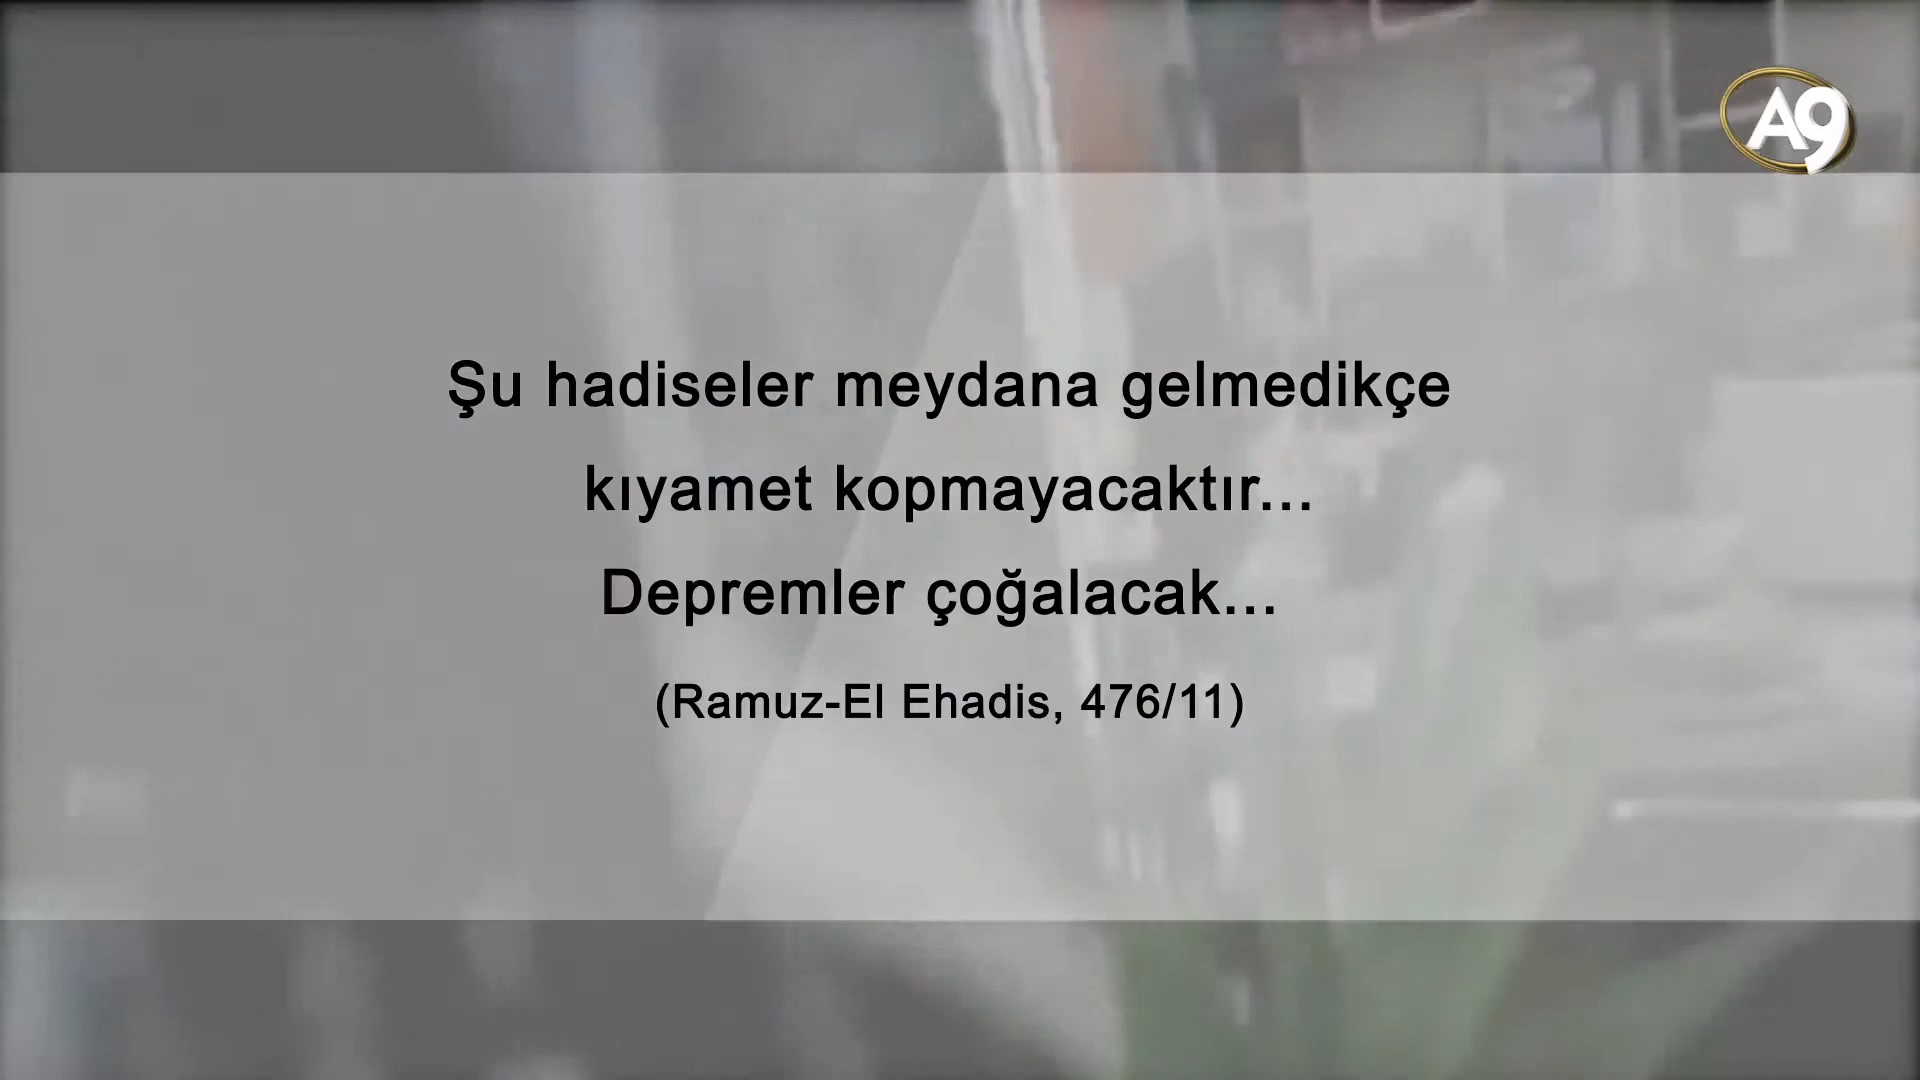 A9
Şu hadiseler meydana gelmedikçe
kıyamet kopmayacaktır...
Depremler çoğalacak...
(Ramuz-El Ehadis, 476/11)